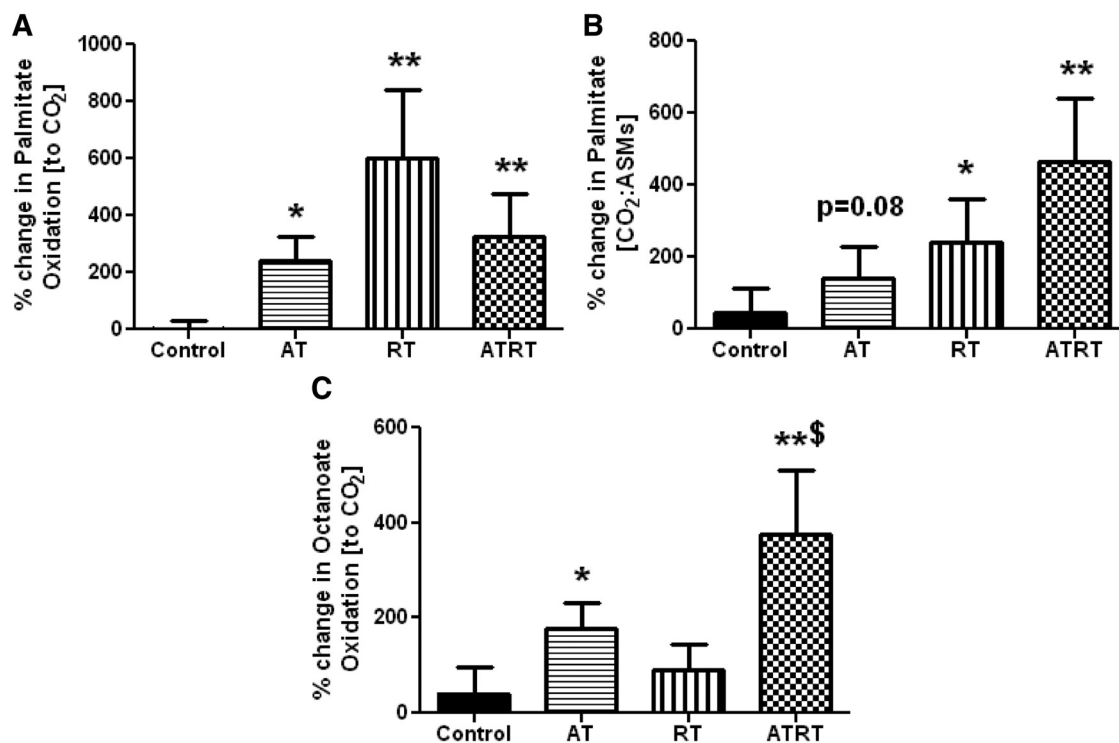 A
% change in Palmitate
Oxidation [to CO₂]
1000
800
600
400
200
0
*
**
**
Control AT RT ATRT
B
% change in Palmitate
[CO₂:ASMs]
800
600
400
200
0
p=0.08
*
**
Control AT RT ATRT
C
% change in Octanoate
Oxidation [to CO₂]
600
400
200
0
*
**$
Control AT RT ATRT